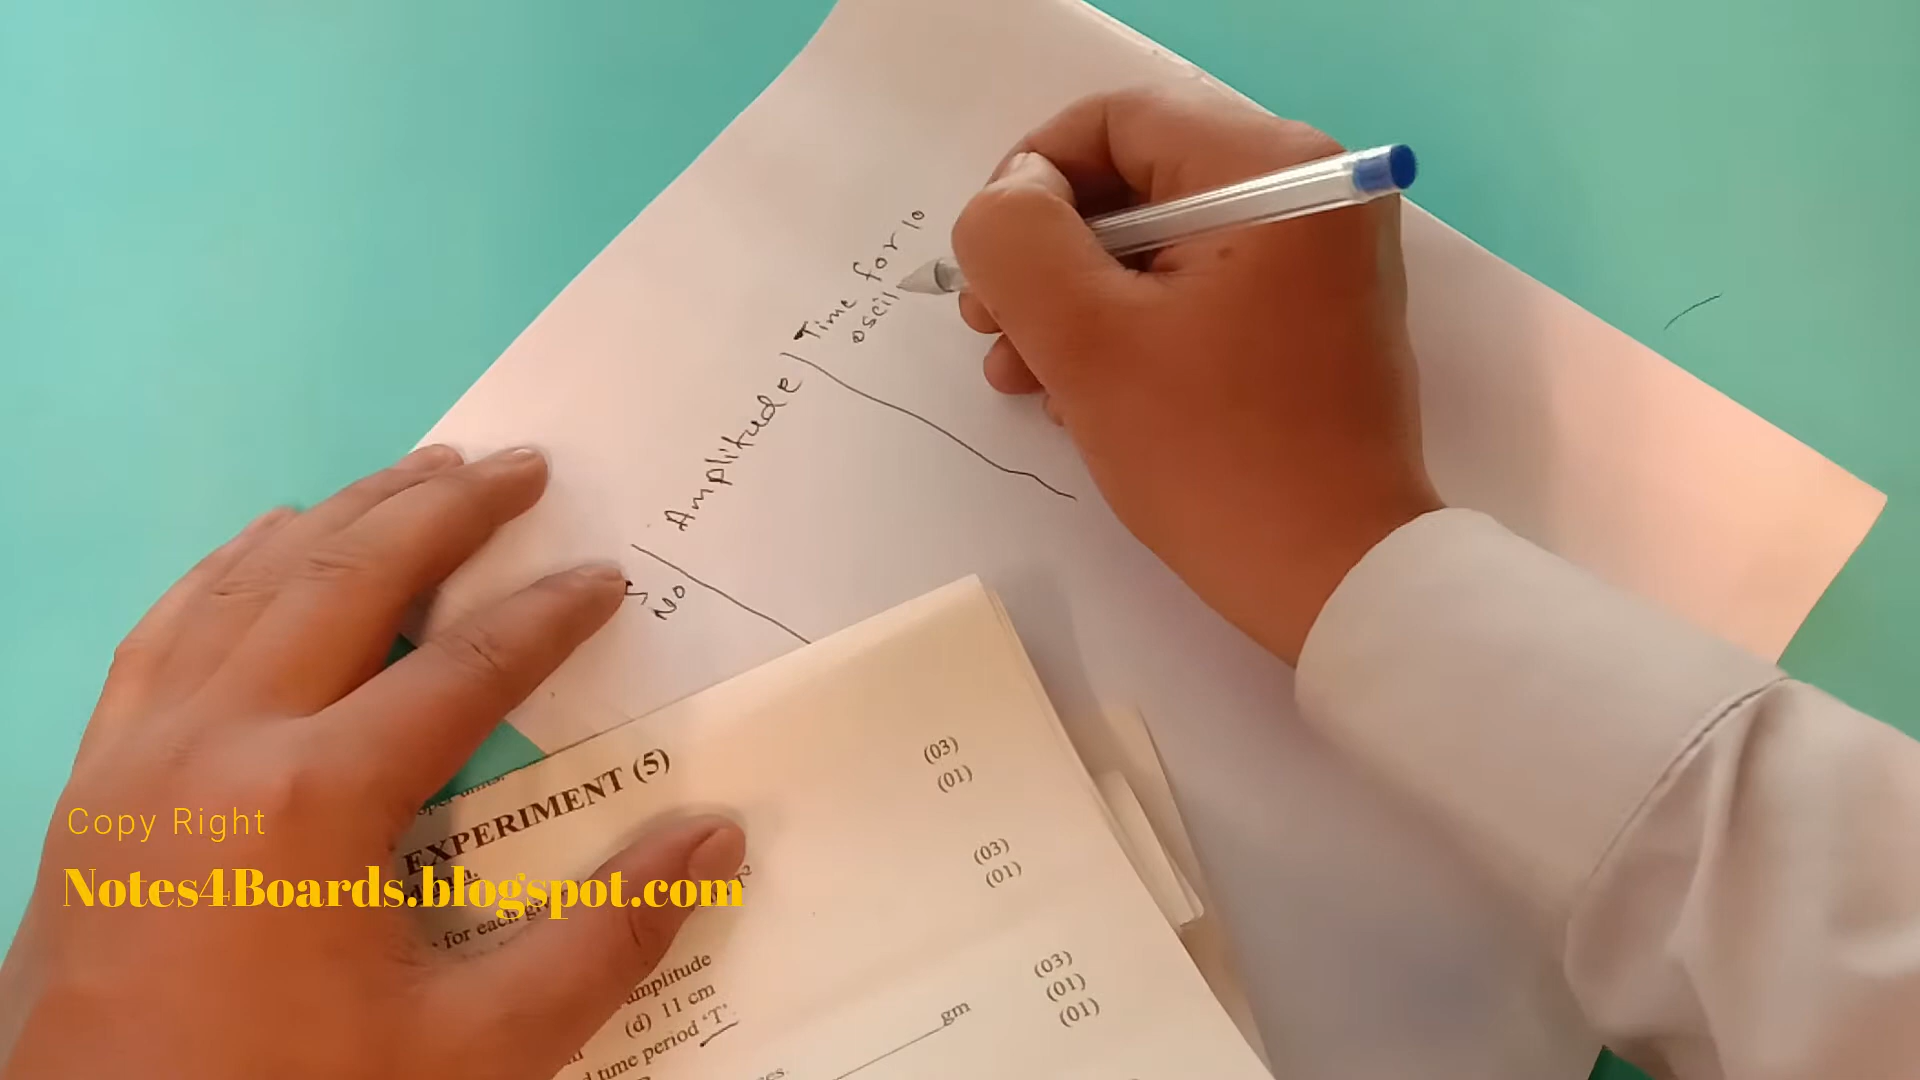 S
No
Amplitude
Time for 10
oscil
EXPERIMENT (5)
(03)
(01)
T²
for each
(03)
(01)
amplitude
(d) 11 cm
time period 'T'.
(03)
(01)
(01)
gm
Copy Right
Notes4Boards.blogspot.com